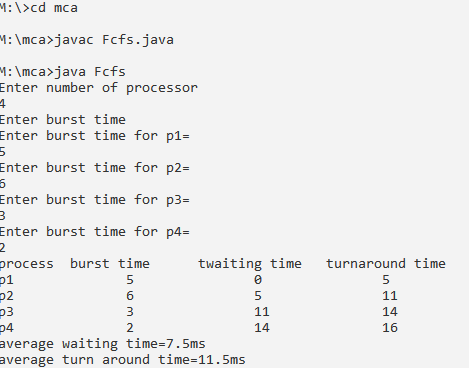 M:\>cd mca
M:\mca>javac Fcfs.java
M:\mca>java Fcfs
Enter number of processor
4
Enter burst time
Enter burst time for p1=
5
Enter burst time for p2=
6
Enter burst time for p3=
3
Enter burst time for p4=
2
process burst time twaiting time turnaround time
p1 5 0 5
p2 6 5 11
p3 3 11 14
p4 2 14 16
average waiting time=7.5ms
average turn around time=11.5ms